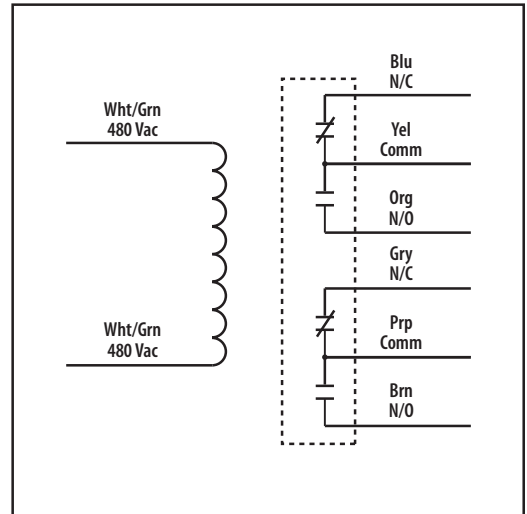 Wht/Grn
480 Vac
Wht/Grn
480 Vac
Blu
N/C
Yel
Comm
Org
N/O
Gry
N/C
Prp
Comm
Brn
N/O